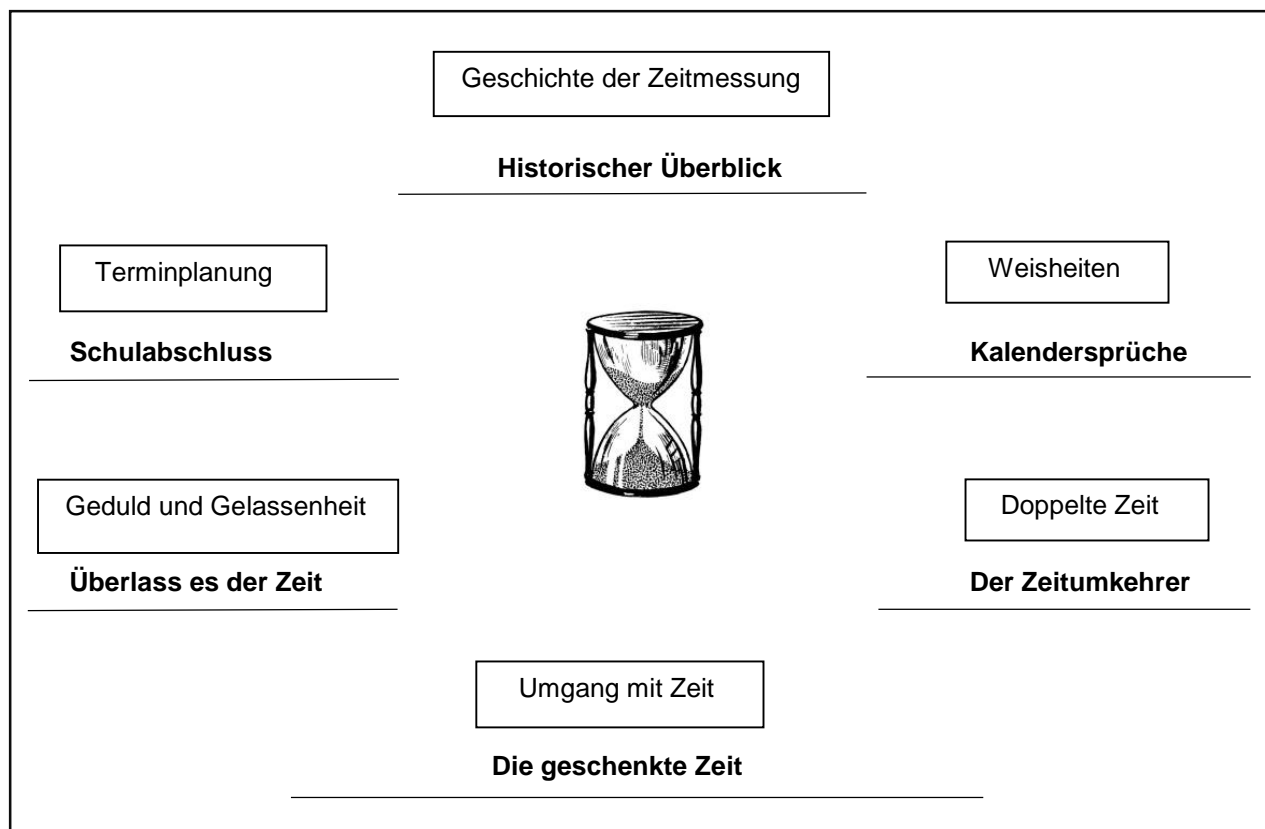 Geschichte der Zeitmessung
Historischer Überblick
Terminplanung
Schulabschluss
Weisheiten
Kalendersprüche
Geduld und Gelassenheit
Überlass es der Zeit
Doppelte Zeit
Der Zeitumkehrer
Umgang mit Zeit
Die geschenkte Zeit